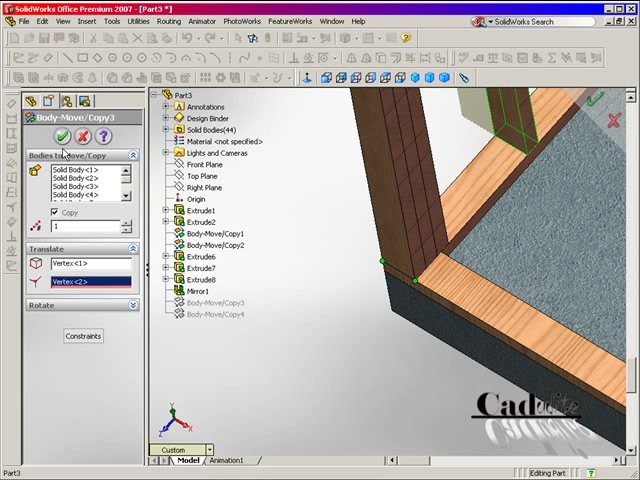 SolidWorks Office Premium 2007 - [Part3 *]
File Edit View Insert Tools Utilities Routing Animator PhotoWorks FeatureWorks Window Help
SolidWorks Search
Body-Move/Copy3
Bodies to Move/Copy
Solid Body<1>
Solid Body<2>
Solid Body<3>
Solid Body<4>
Copy
1
Translate
Vertex<1>
Vertex<2>
Rotate
Constraints
Part3
Annotations
Design Binder
Solid Bodies(44)
Material <not specified>
Lights and Cameras
Front Plane
Top Plane
Right Plane
Origin
Extrude1
Extrude2
Body-Move/Copy1
Body-Move/Copy2
Extrude6
Extrude7
Extrude8
Mirror1
Body-Move/Copy3
Body-Move/Copy4
Y
X
Z
Custom
Model Animation1
Part3
Editing Part